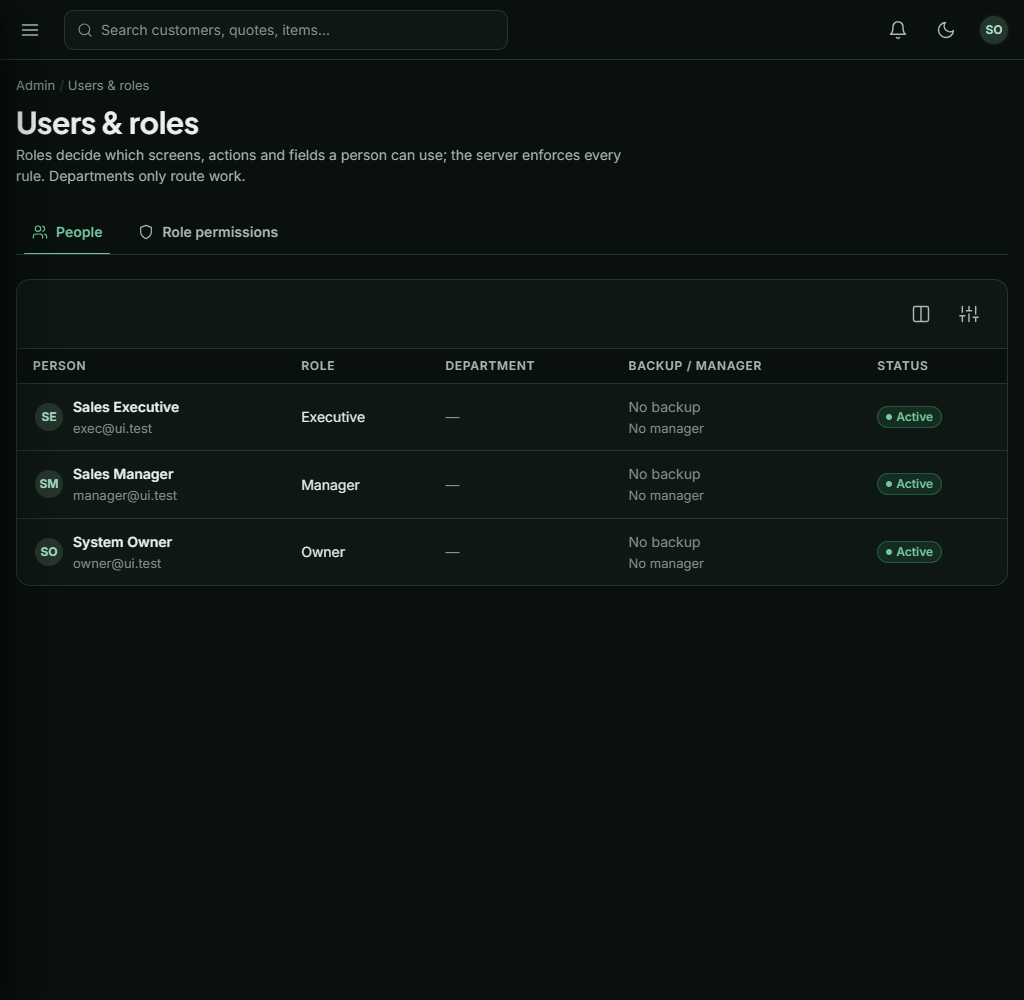 Search customers, quotes, items...
SO
Admin / Users & roles
Users & roles
Roles decide which screens, actions and fields a person can use; the server enforces every
rule. Departments only route work.
People
Role permissions
PERSON ROLE DEPARTMENT BACKUP / MANAGER STATUS
SE
Sales Executive
exec@ui.test
Executive
—
No backup
No manager
Active
SM
Sales Manager
manager@ui.test
Manager
—
No backup
No manager
Active
SO
System Owner
owner@ui.test
Owner
—
No backup
No manager
Active